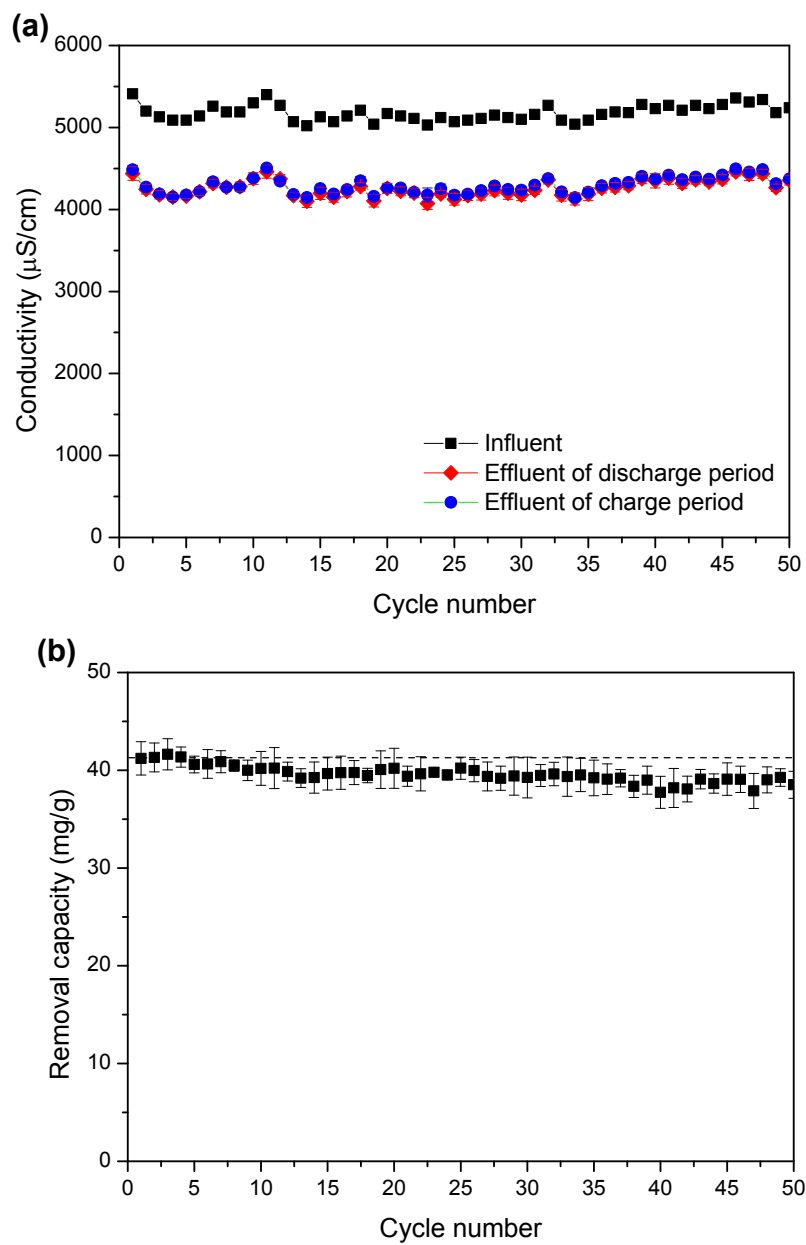 (a)
6000
5000
4000
3000
2000
1000
0
Conductivity (μS/cm)
Influent
Effluent of discharge period
Effluent of charge period
0 5 10 15 20 25 30 35 40 45 50
Cycle number
(b)
50
40
30
20
10
0
Removal capacity (mg/g)
0 5 10 15 20 25 30 35 40 45 50
Cycle number